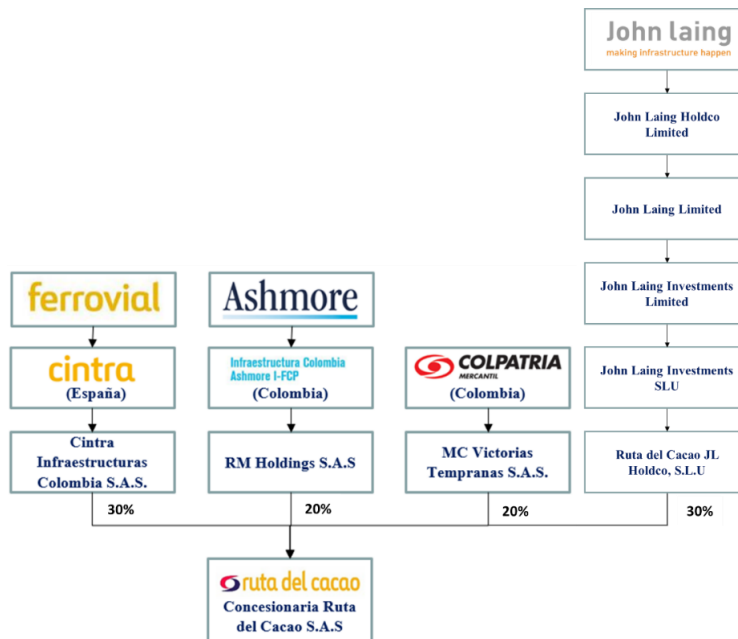 John laing
making infrastructure happen
John Laing Holdco
Limited
John Laing Limited
John Laing Investments
Limited
John Laing Investments
SLU
Ruta del Cacao JL
Holdco, S.L.U
30%
ferrovial
cintra
(España)
Cintra
Infraestructuras
Colombia S.A.S.
30%
Ashmore
Infraestructura Colombia
Ashmore I-FCP
(Colombia)
RM Holdings S.A.S
20%
COLPATRIA
MERCANTIL
(Colombia)
MC Victorias
Tempranas S.A.S.
20%
ruta del cacao
Concesionaria Ruta
del Cacao S.A.S